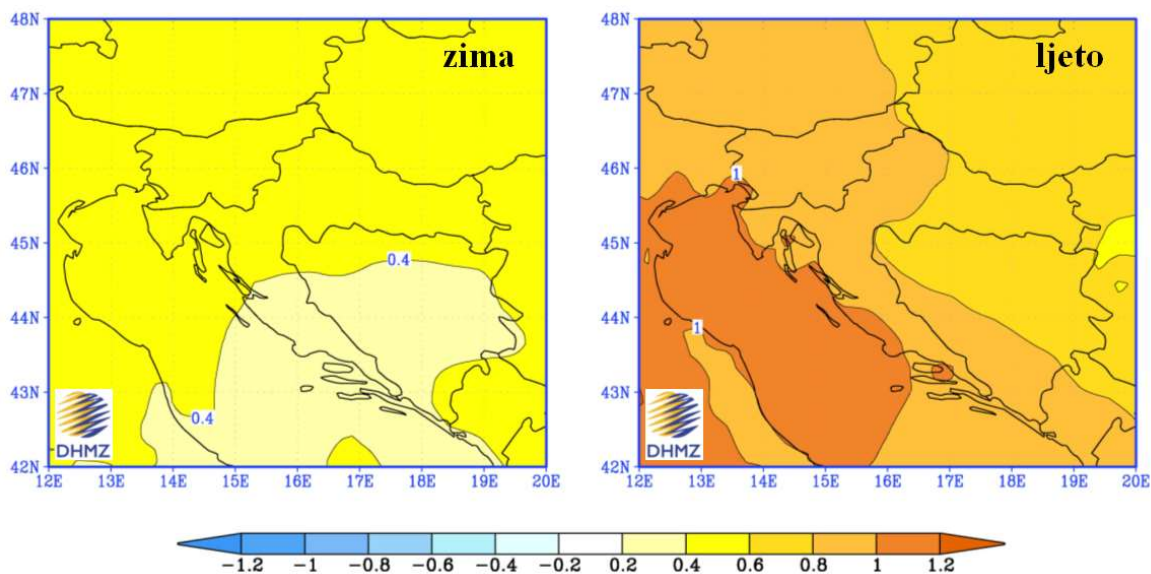 48N
zima
47N
46N
45N
0.4
44N
43N
0.4
DHMZ
42N
12E 13E 14E 15E 16E 17E 18E 19E 20E
48N
ljeto
47N
46N
1
45N
44N
1
43N
DHMZ
42N
12E 13E 14E 15E 16E 17E 18E 19E 20E
-1.2 -1 -0.8 -0.6 -0.4 -0.2 0.2 0.4 0.6 0.8 1 1.2